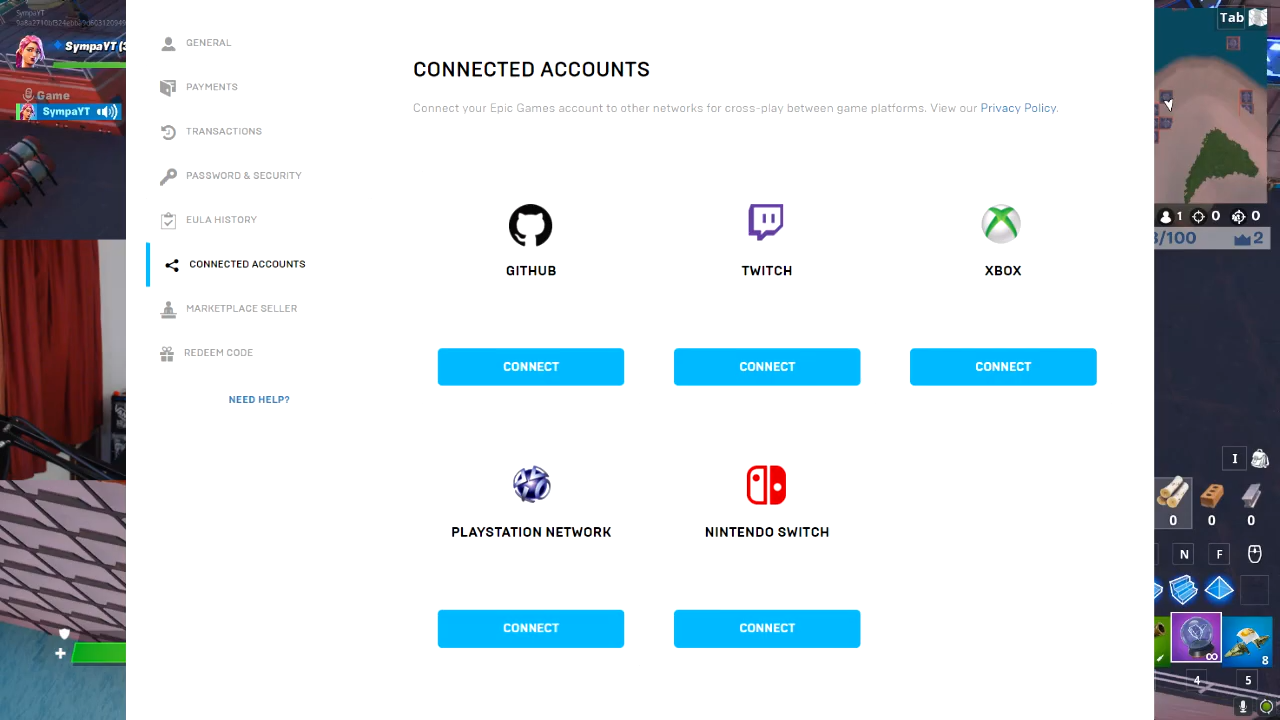 SympaYT
SympaYT (3
Game
SympaYT
GENERAL
PAYMENTS
TRANSACTIONS
PASSWORD & SECURITY
EULA HISTORY
CONNECTED ACCOUNTS
MARKETPLACE SELLER
REDEEM CODE
NEED HELP?
CONNECTED ACCOUNTS
Connect your Epic Games account to other networks for cross-play between game platforms. View our Privacy Policy.
GITHUB
TWITCH
XBOX
CONNECT
CONNECT
CONNECT
PLAYSTATION NETWORK
NINTENDO SWITCH
CONNECT
CONNECT
Tab
1 0 0
/100 2
I
0 0 0
N F
∞ 8
4 5